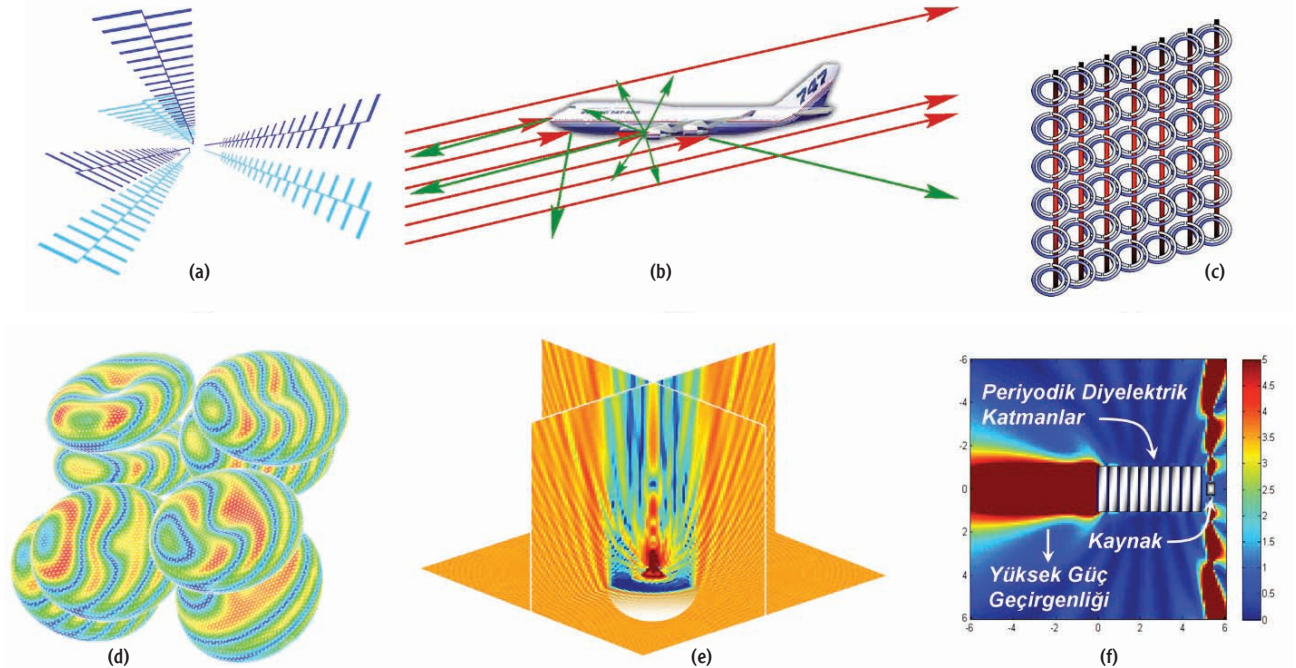 747
(a)
(b)
(c)
(d)
(e)
-6
-4
-2
0
2
4
6
Periyodik Diyelektrik
Katmanlar
Kaynak
Yüksek Güç
Geçirgenliği
-6 -4 -2 0 2 4 6
5
4.5
4
3.5
3
2.5
2
1.5
1
0.5
0
(f)